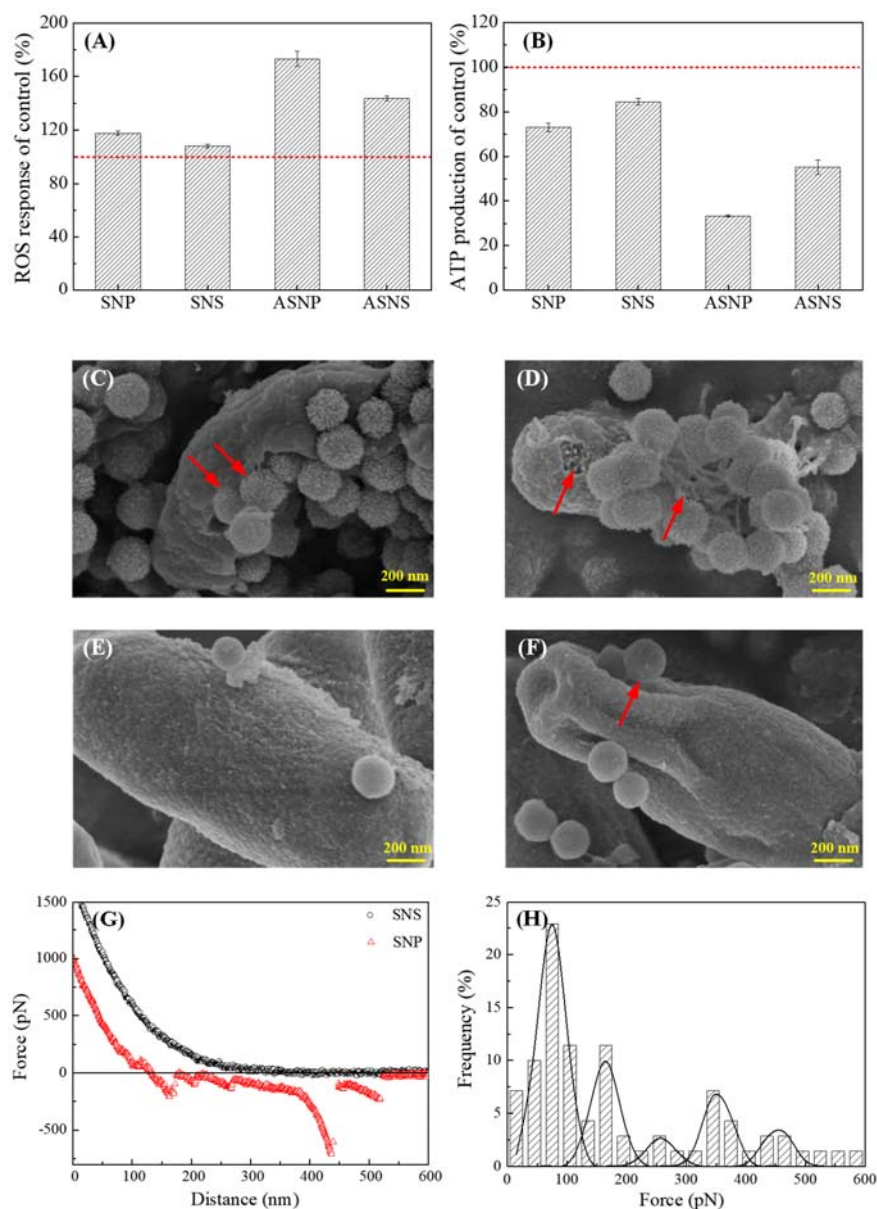 (A)
ROS response of control (%)
200
160
120
80
40
0
SNP SNS ASNP ASNS
(B)
ATP production of control (%)
120
100
80
60
40
20
0
SNP SNS ASNP ASNS
(C)
200 nm
(D)
200 nm
(E)
200 nm
(F)
200 nm
(G)
SNS
SNP
Force (pN)
1500
1000
500
0
-500
0 100 200 300 400 500 600
Distance (nm)
(H)
Frequency (%)
25
20
15
10
5
0
0 100 200 300 400 500 600
Force (pN)